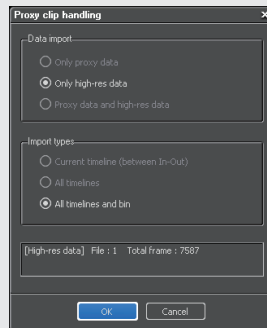 Proxy clip handling
Data import
Only proxy data
Only high-res data
Proxy data and high-res data
Import types
Current timeline (between In-Out)
All timelines
All timelines and bin
[High-res data] File : 1 Total frame : 7587
OK Cancel